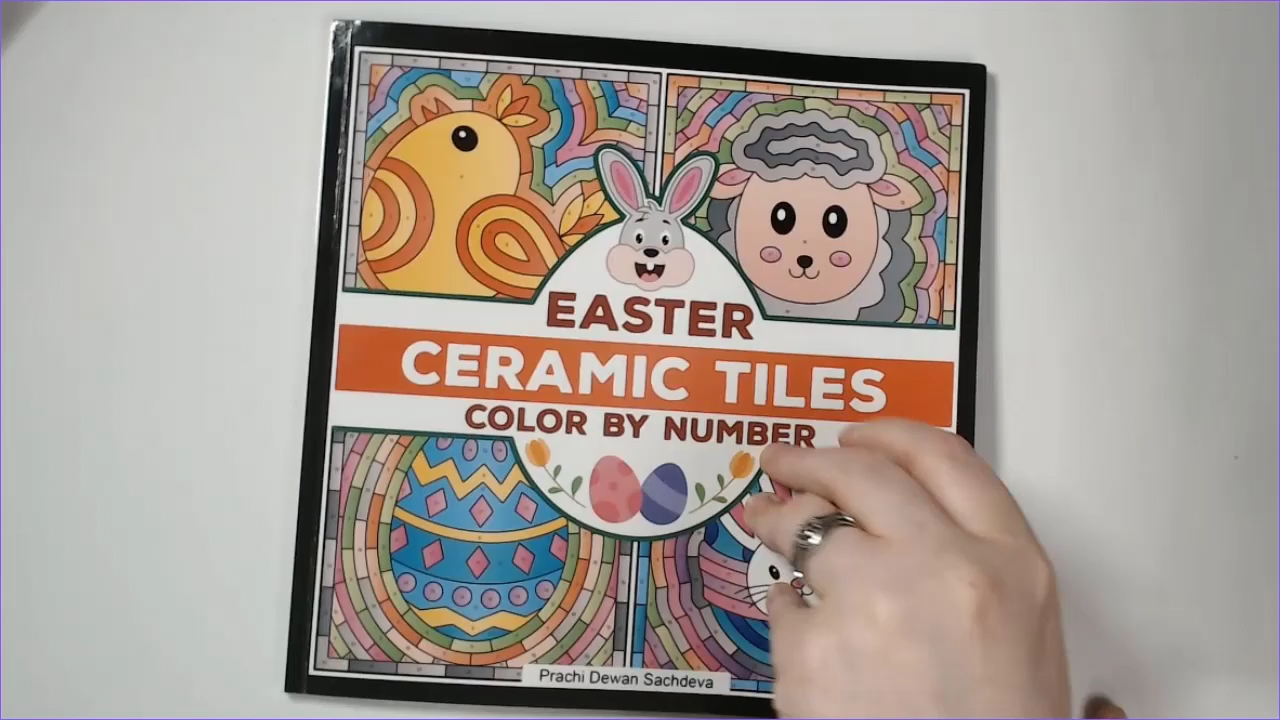 EASTER
CERAMIC TILES
COLOR BY NUMBER
Prachi Dewan Sachdeva